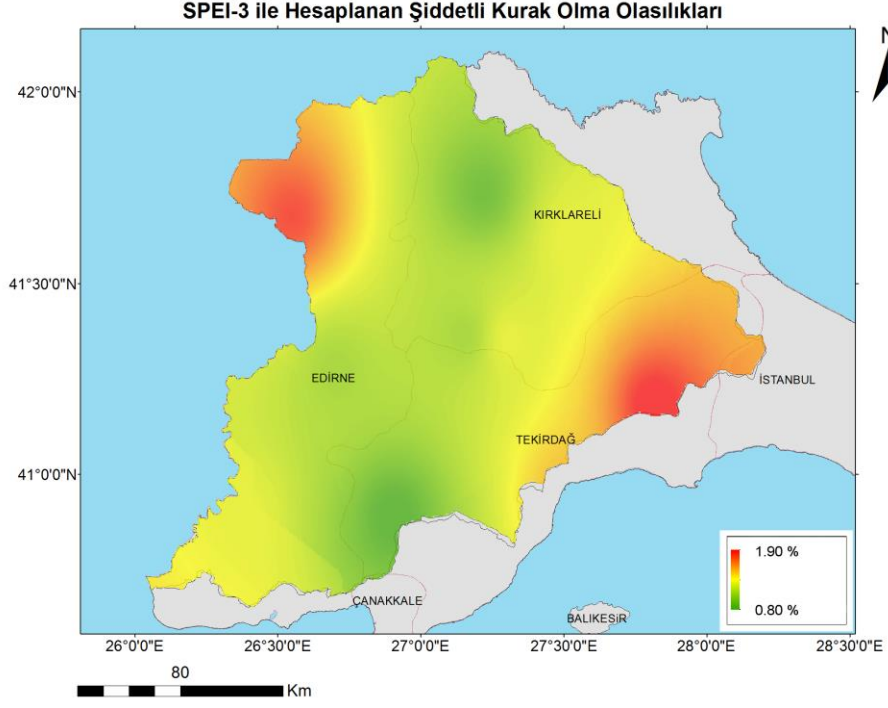 SPEI-3 ile Hesaplanan Şiddetli Kurak Olma Olasılıkları
N
42°0'0"N
41°30'0"N
41°0'0"N
KIRKLARELİ
EDİRNE
İSTANBUL
TEKİRDAĞ
ÇANAKKALE
BALIKESİR
1.90 %
0.80 %
26°0'0"E 26°30'0"E 27°0'0"E 27°30'0"E 28°0'0"E 28°30'0"E
80
Km